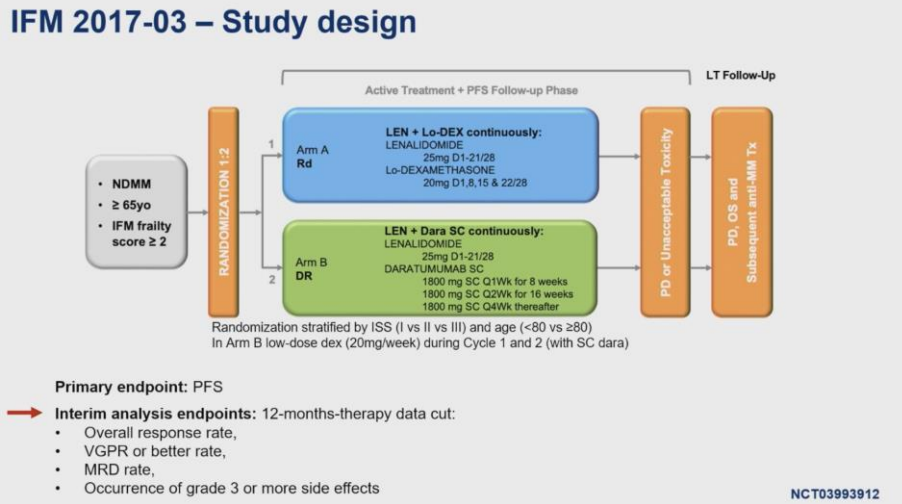 IFM 2017-03 – Study design
LT Follow-Up
Active Treatment + PFS Follow-up Phase
• NDMM
• ≥ 65yo
• IFM frailty
score ≥ 2
RANDOMIZATION 1:2
1
Arm A
Rd
LEN + Lo-DEX continuously:
LENALIDOMIDE
25mg D1-21/28
Lo-DEXAMETHASONE
20mg D1,8,15 & 22/28
2
Arm B
DR
LEN + Dara SC continuously:
LENALIDOMIDE
25mg D1-21/28
DARATUMUMAB SC
1800 mg SC Q1Wk for 8 weeks
1800 mg SC Q2Wk for 16 weeks
1800 mg SC Q4Wk thereafter
PD or Unacceptable Toxicity
PD, OS and
Subsequent anti-MM Tx
Randomization stratified by ISS (I vs II vs III) and age (<80 vs ≥80)
In Arm B low-dose dex (20mg/week) during Cycle 1 and 2 (with SC dara)
Primary endpoint: PFS
Interim analysis endpoints: 12-months-therapy data cut:
• Overall response rate,
• VGPR or better rate,
• MRD rate,
• Occurrence of grade 3 or more side effects
NCT03993912